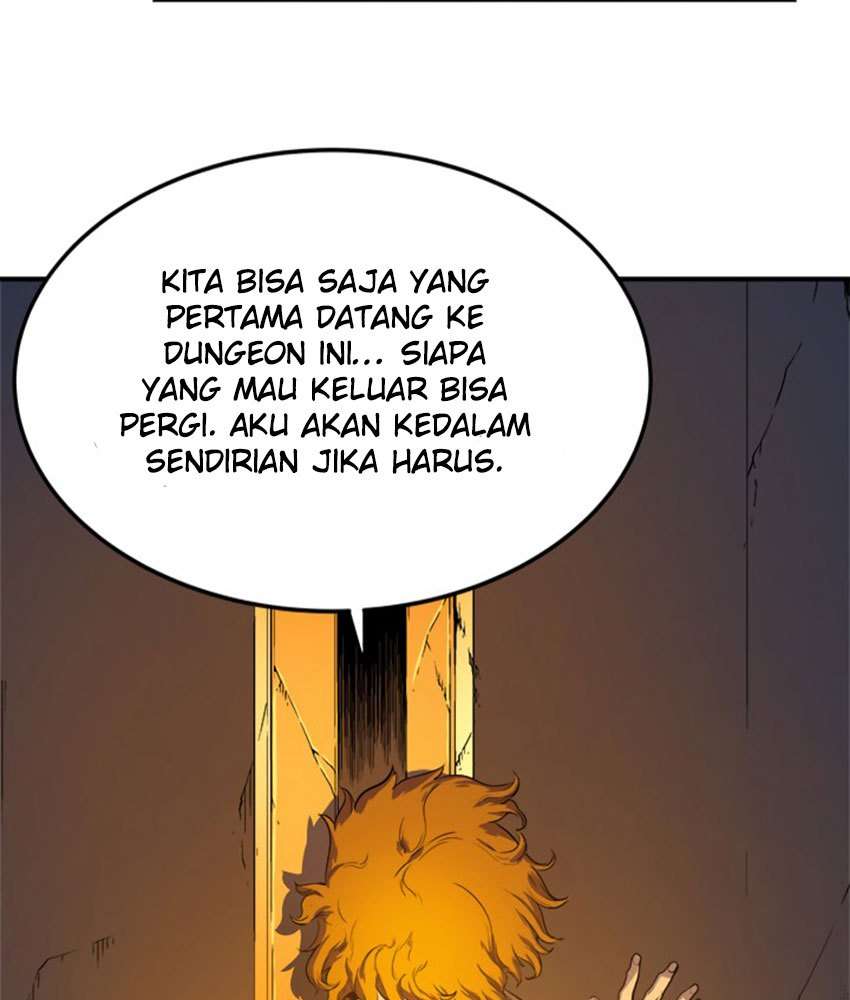 KITA BISA SAJA YANG
PERTAMA DATANG KE
DUNGEON INI... SIAPA
YANG MAU KELUAR BISA
PERGI. AKU AKAN KEDALAM
SENDIRIAN JIKA HARUS.